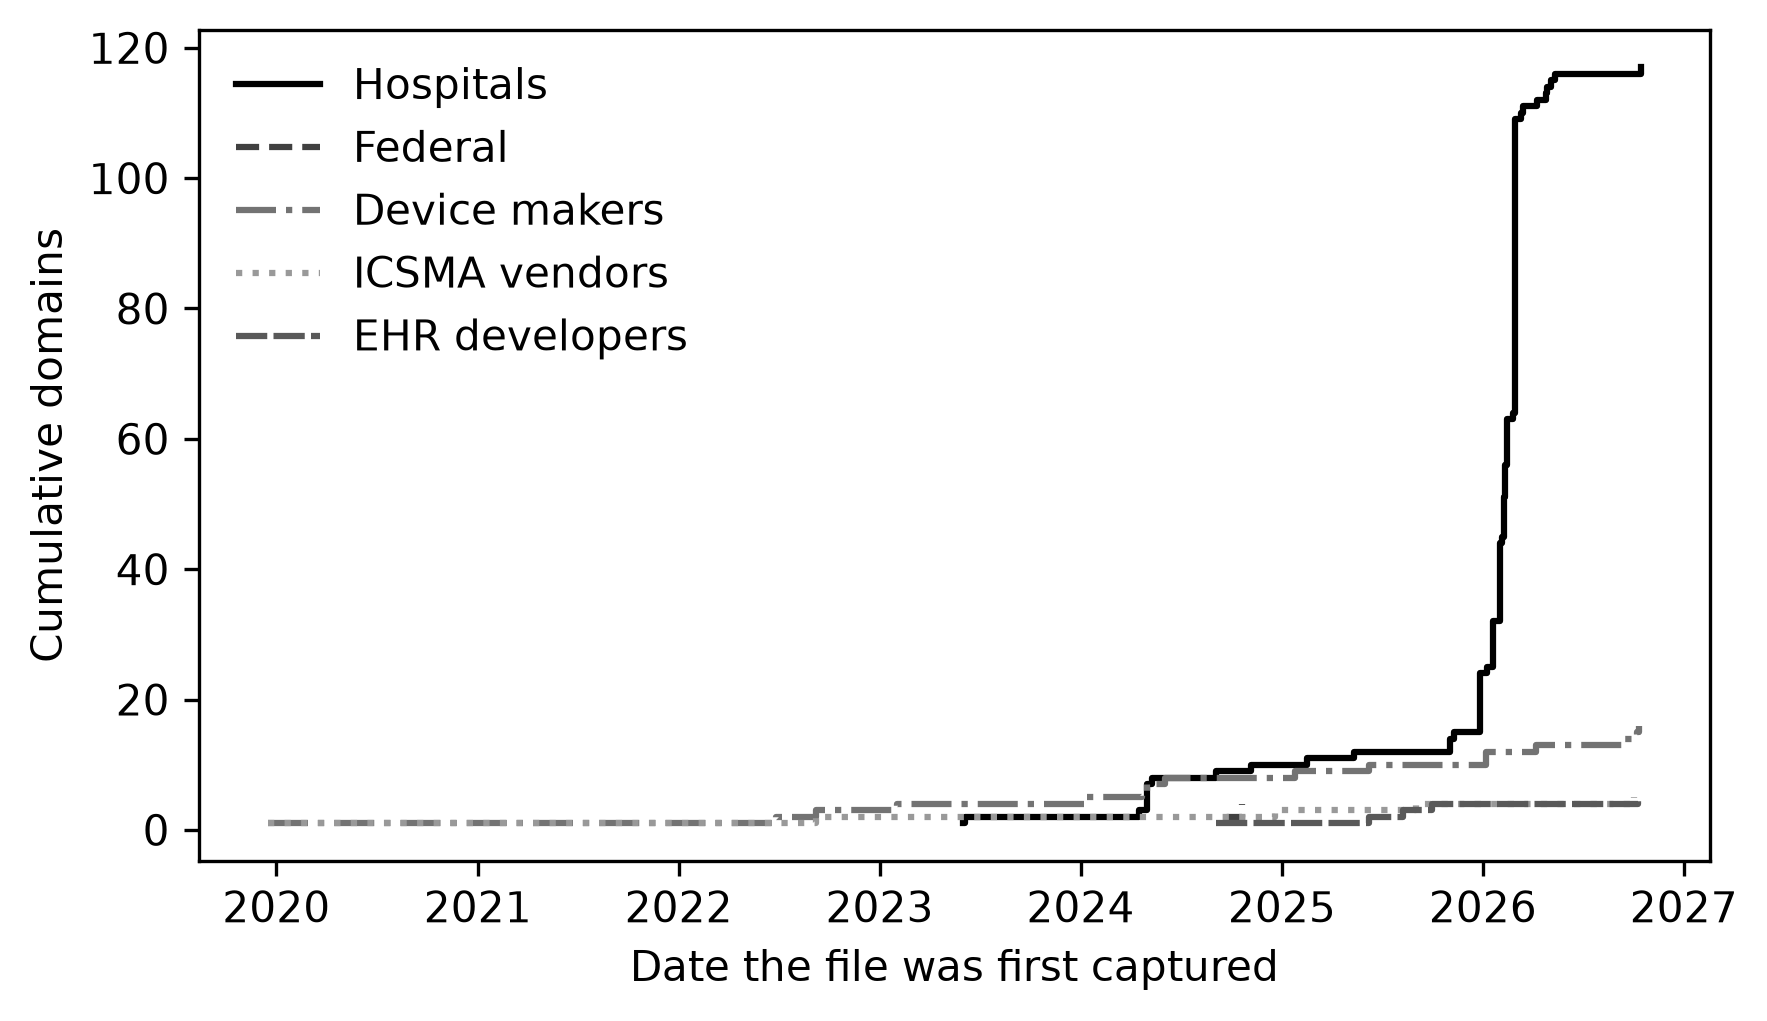 120
100
80
60
40
20
0
Cumulative domains
Hospitals
Federal
Device makers
ICSMA vendors
EHR developers
2020 2021 2022 2023 2024 2025 2026 2027
Date the file was first captured